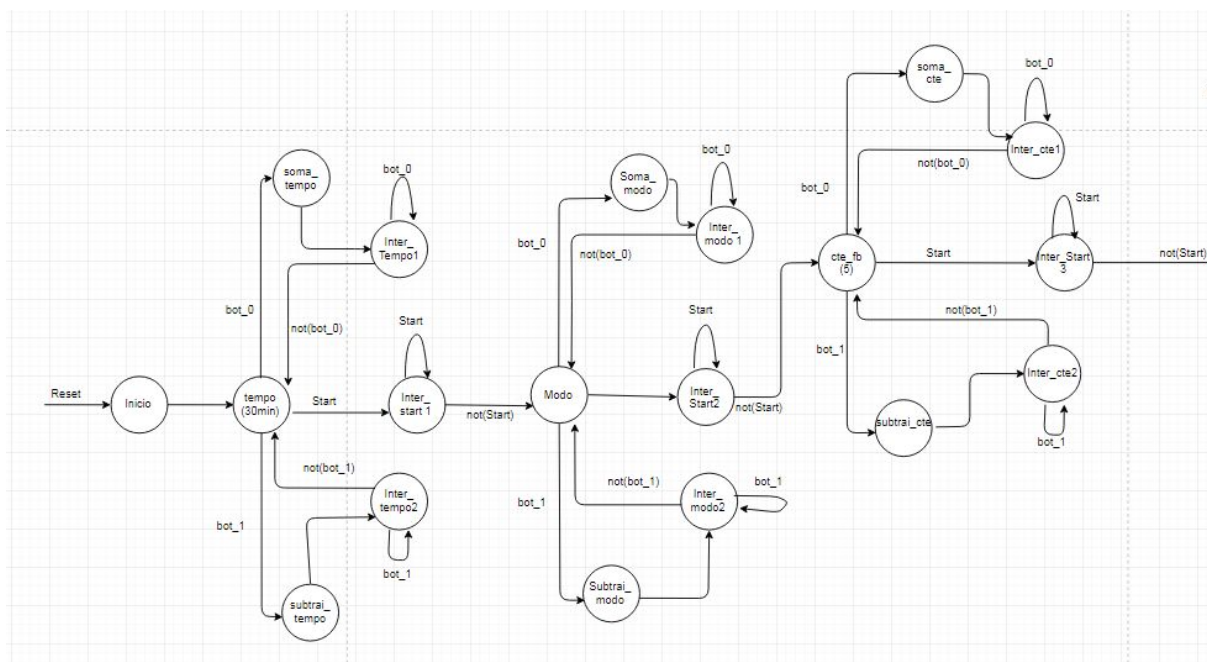 soma_
cte
bot_0
Inter_cte1
not(bot_0)
bot_0
soma_
tempo
bot_0
Inter_
Tempo1
bot_0
not(bot_0)
Soma_
modo
bot_0
Inter_
modo 1
bot_0
not(bot_0)
cte_fb
(5)
Start
Start
Inter_Start
3
not(Start)
not(bot_1)
bot_1
Inter_cte2
bot_1
subtrai_cte
Reset
Inicio
tempo
(30min)
Start
Start
Inter_
start 1
not(Start)
Modo
Start
Inter_
Start2
not(Start)
not(bot_1)
bot_1
Inter_
tempo2
bot_1
subtrai_
tempo
not(bot_1)
bot_1
Inter_
modo2
bot_1
Subtrai_
modo